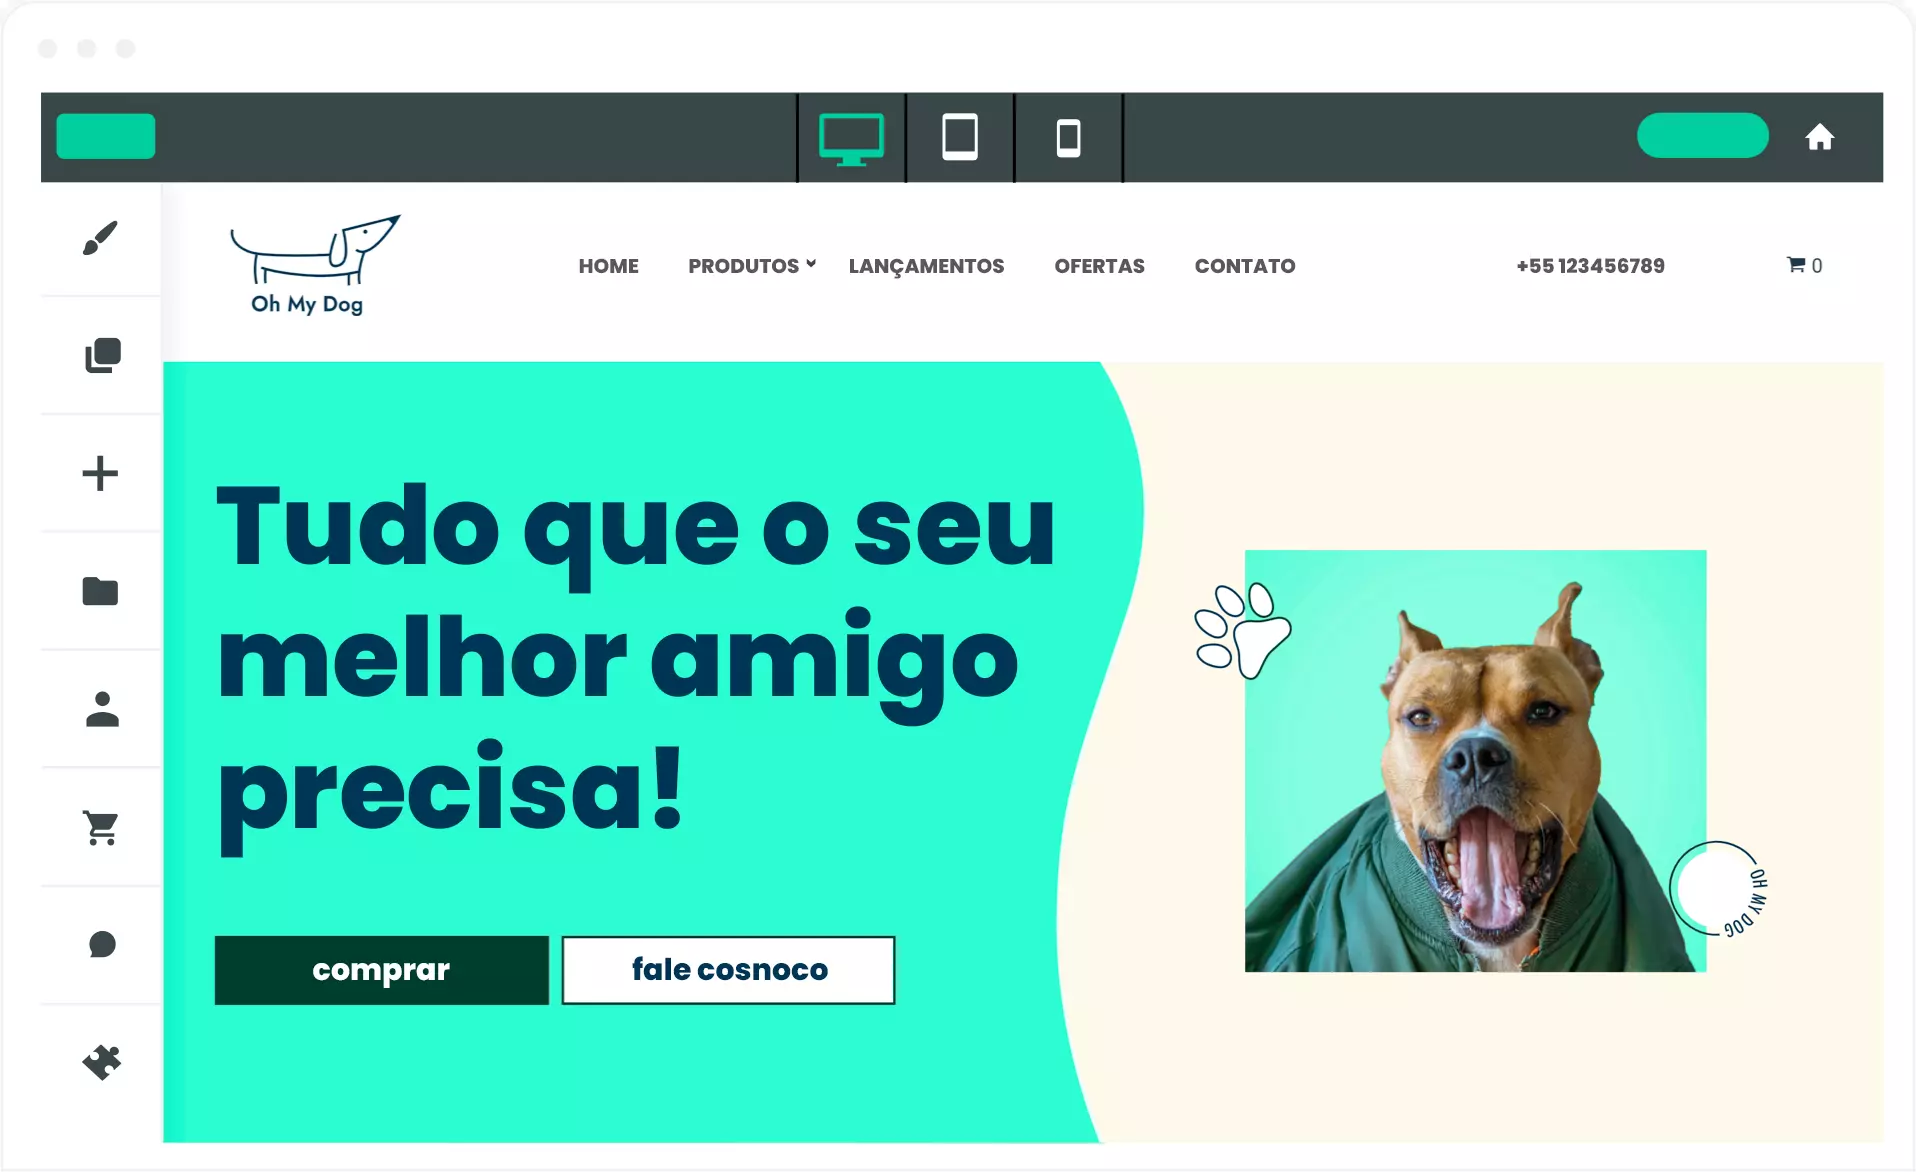 Oh My Dog
HOME PRODUTOS LANÇAMENTOS OFERTAS CONTATO +55 123456789 0
Tudo que o seu
melhor amigo
precisa!
comprar fale cosnoco
OH MY DOG